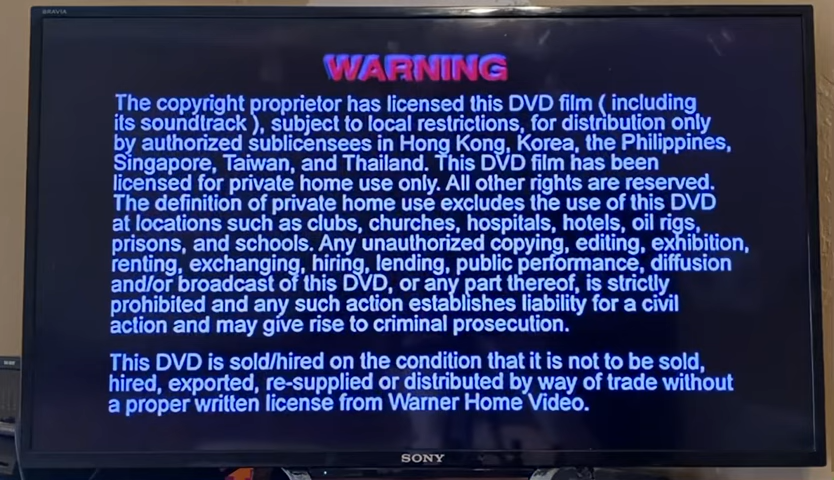 BRAVIA
WARNING
The copyright proprietor has licensed this DVD film ( including
its soundtrack ), subject to local restrictions, for distribution only
by authorized sublicensees in Hong Kong, Korea, the Philippines,
Singapore, Taiwan, and Thailand. This DVD film has been
licensed for private home use only. All other rights are reserved.
The definition of private home use excludes the use of this DVD
at locations such as clubs, churches, hospitals, hotels, oil rigs,
prisons, and schools. Any unauthorized copying, editing, exhibition,
renting, exchanging, hiring, lending, public performance, diffusion
and/or broadcast of this DVD, or any part thereof, is strictly
prohibited and any such action establishes liability for a civil
action and may give rise to criminal prosecution.
This DVD is sold/hired on the condition that it is not to be sold,
hired, exported, re-supplied or distributed by way of trade without
a proper written license from Warner Home Video.
SONY